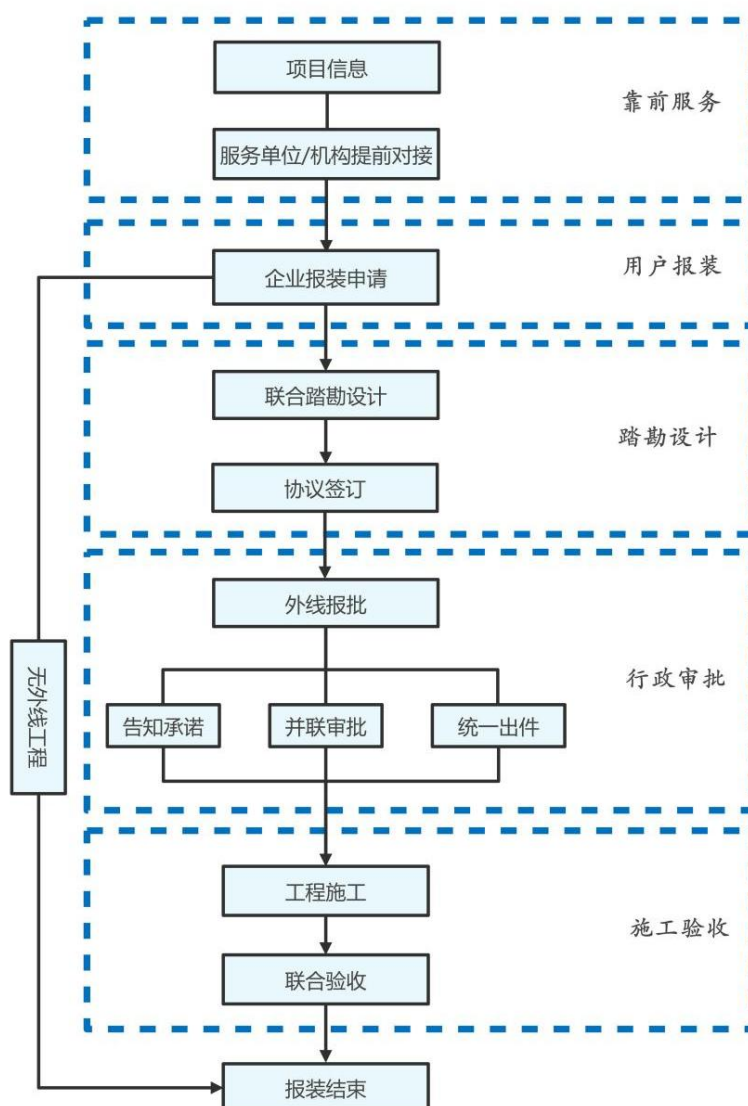 项目信息
靠前服务
服务单位/机构提前对接
用户报装
企业报装申请
联合踏勘设计
踏勘设计
协议签订
外线报批
行政审批
无外线工程
告知承诺
并联审批
统一出件
工程施工
施工验收
联合验收
报装结束